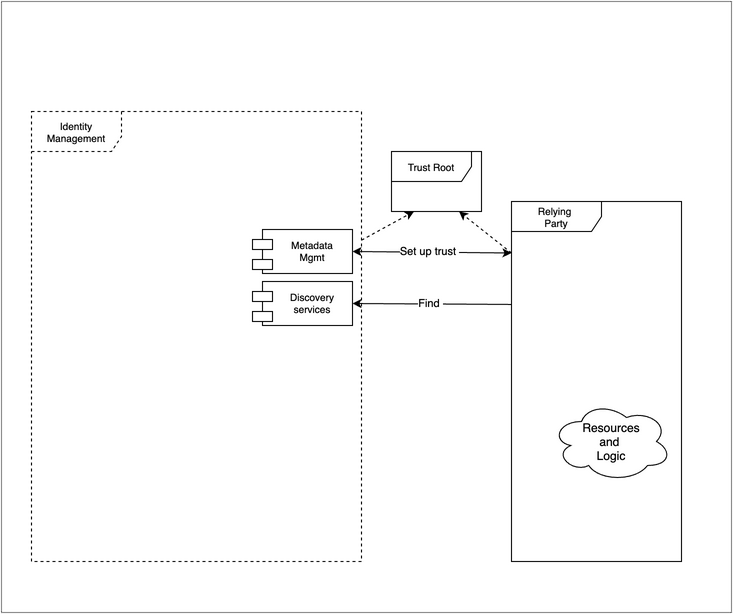 Identity
Management
Trust Root
Relying
Party
Metadata
Mgmt
Set up trust
Discovery
services
Find
Resources
and
Logic